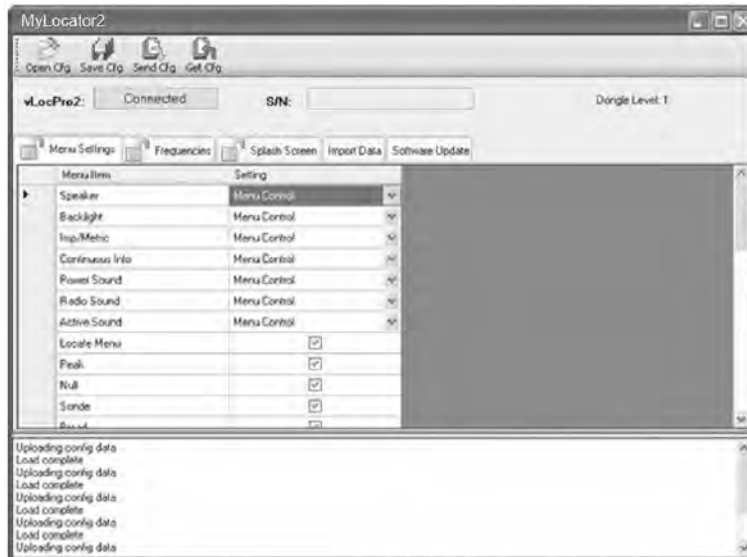 MyLocator2
Open Cfg Save Cfg Send Cfg Get Cfg
vLocPro2: Connected S/N: Dongle Level: 1
Menu Settings Frequencies Splash Screen Import Data Software Update
Menu Item Setting
Speaker Menu Control
Backlight Menu Control
Imp/Metric Menu Control
Continuous Info Menu Control
Power Sound Menu Control
Radio Sound Menu Control
Active Sound Menu Control
Locate Menu
Peak
Null
Sonde
Uploading config data
Load complete
Uploading config data
Load complete
Uploading config data
Load complete
Uploading config data
Load complete
Uploading config data